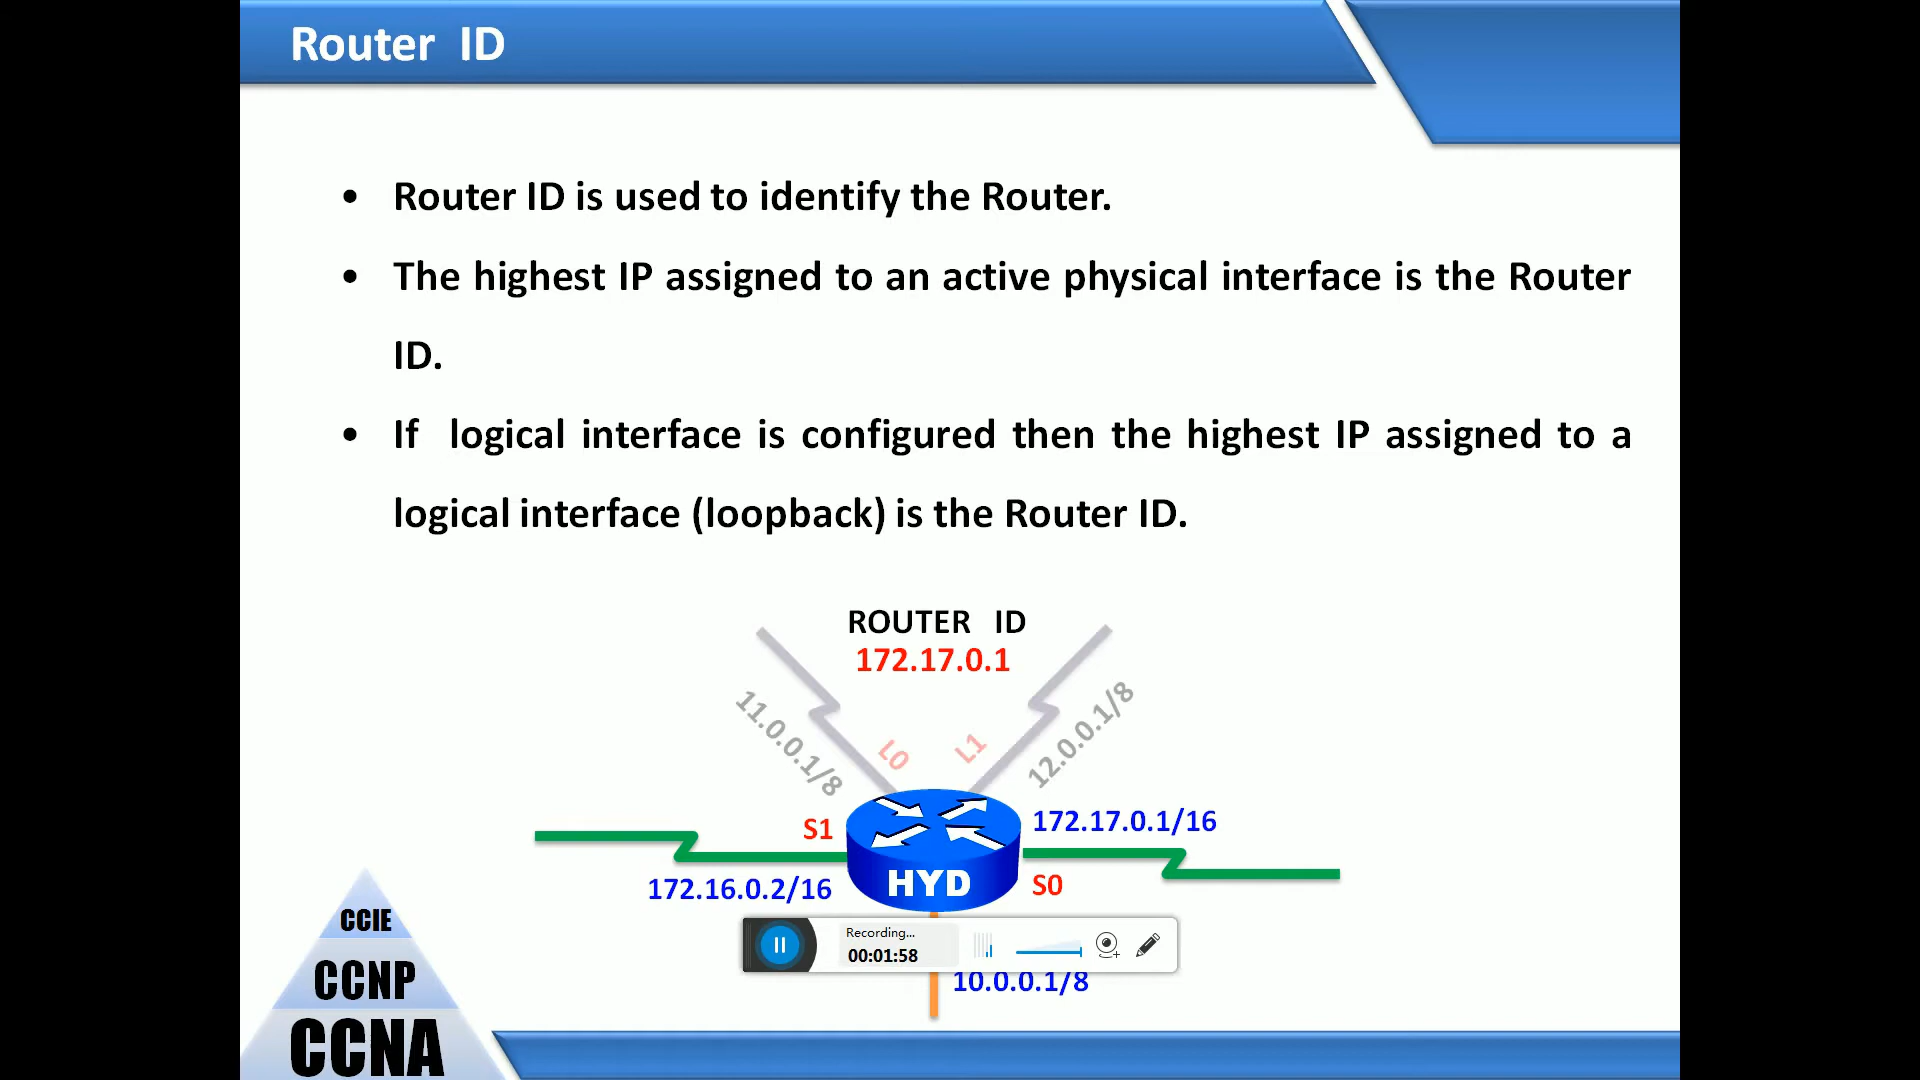 Router ID
• Router ID is used to identify the Router.
• The highest IP assigned to an active physical interface is the Router
ID.
• If logical interface is configured then the highest IP assigned to a
logical interface (loopback) is the Router ID.
ROUTER ID
172.17.0.1
11.0.0.1/8
L0
L1
12.0.0.1/8
S1
172.17.0.1/16
HYD
172.16.0.2/16
S0
Recording...
00:01:58
10.0.0.1/8
CCIE
CCNP
CCNA